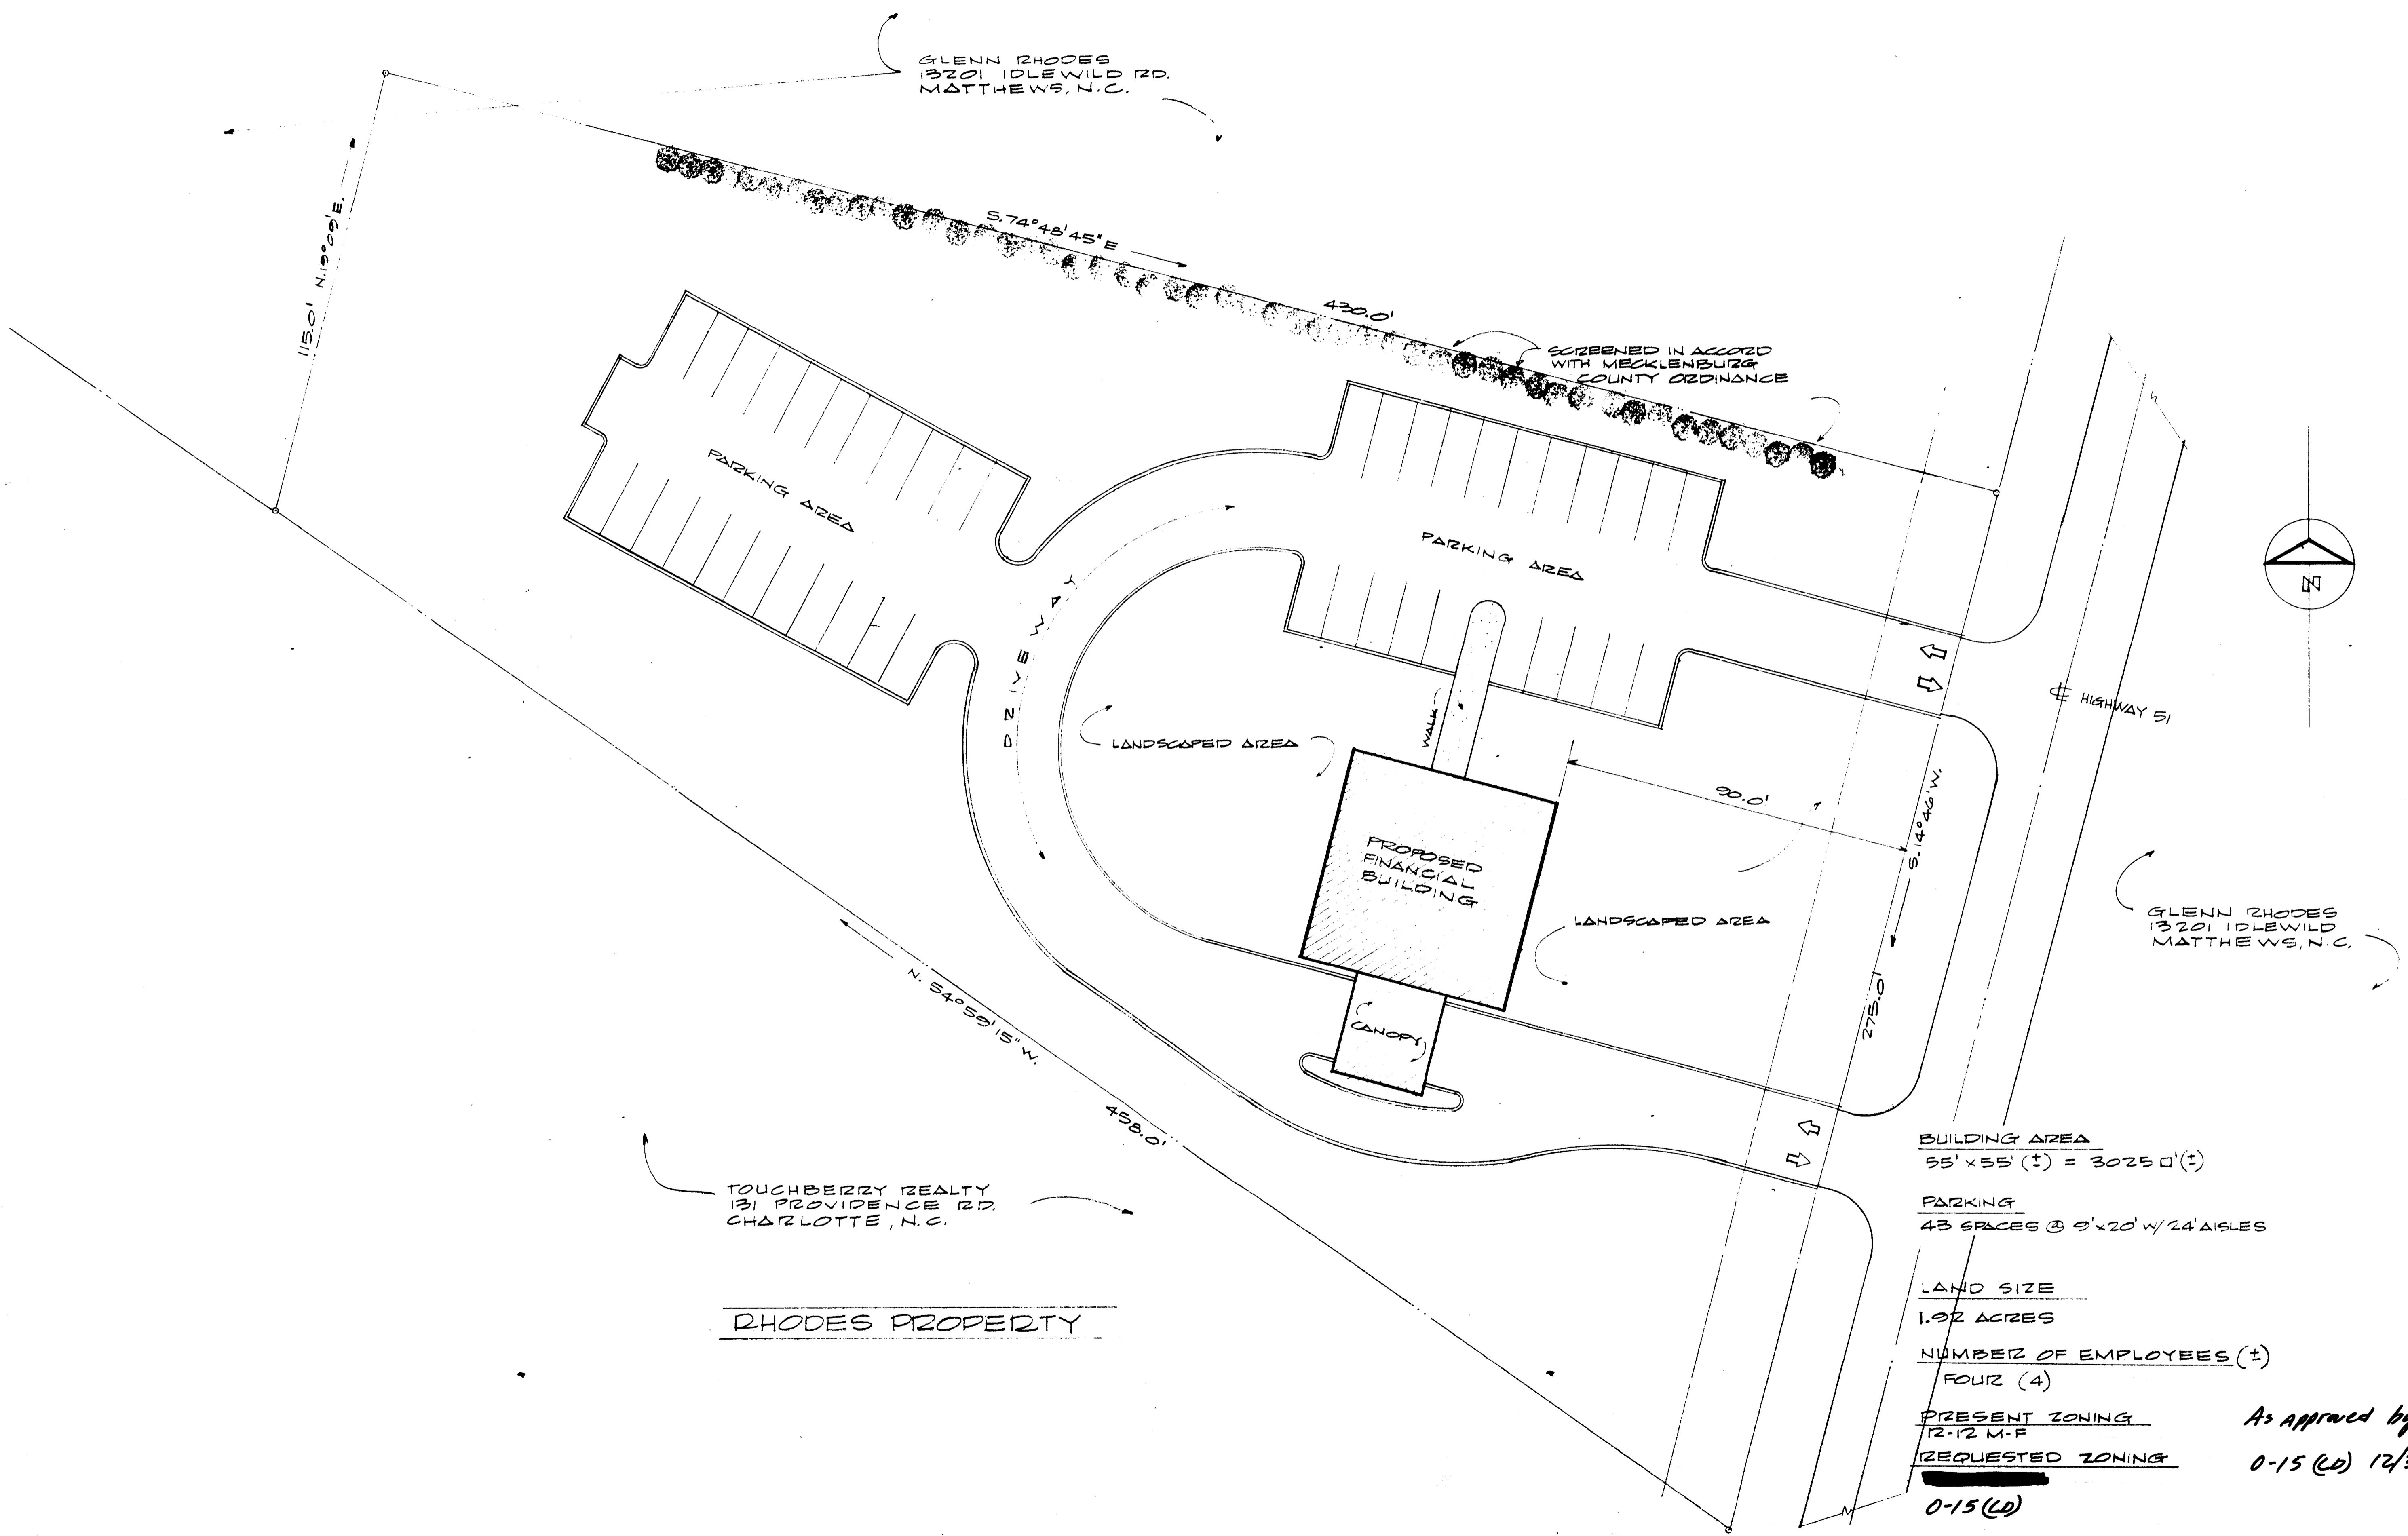 GLENN RHODES
13201 IDLEWILD RD.
MATTHEWS, N.C.
115.0' N.19°09'E.
S.74°48'45"E
430.0'
SCREENED IN ACCORD
WITH MECKLENBURG
COUNTY ORDINANCE
PARKING AREA
PARKING AREA
DRIVEWAY
N
HIGHWAY 51
WALK
LANDSCAPED AREA
90.0'
S.14°46'W.
PROPOSED
FINANCIAL
BUILDING
LANDSCAPED AREA
GLENN RHODES
13201 IDLEWILD
MATTHEWS, N.C.
275.0'
N. 54°59'15" W.
CANOPY
458.0'
TOUCHBERRY REALTY
131 PROVIDENCE RD.
CHARLOTTE, N.C.
RHODES PROPERTY
BUILDING AREA
55'x55' (±) = 3025 □'(±)
PARKING
43 SPACES @ 9'x20' W/ 24' AISLES
LAND SIZE
1.92 ACRES
NUMBER OF EMPLOYEES (±)
FOUR (4)
PRESENT ZONING
R-12 M-F
REQUESTED ZONING
O-15 (CD)
As approved by
O-15 (CD) 12/